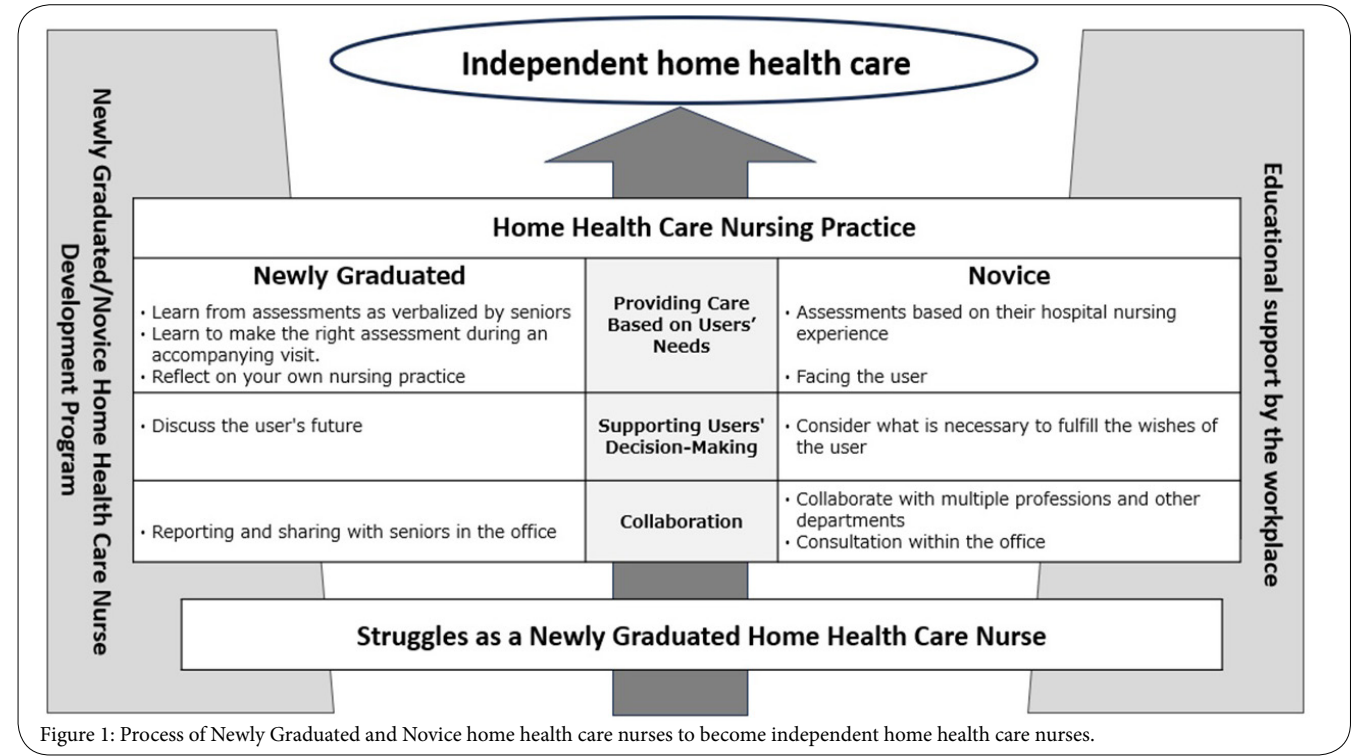 Independent home health care
Newly Graduated/Novice Home Health Care Nurse
Development Program
Educational support by the workplace
Home Health Care Nursing Practice
Newly Graduated
· Learn from assessments as verbalized by seniors
· Learn to make the right assessment during an
accompanying visit.
· Reflect on your own nursing practice
Providing Care
Based on Users’
Needs
Novice
· Assessments based on their hospital nursing
experience
· Facing the user
· Discuss the user's future
Supporting Users'
Decision-Making
· Consider what is necessary to fulfill the wishes of
the user
· Reporting and sharing with seniors in the office
Collaboration
· Collaborate with multiple professions and other
departments
· Consultation within the office
Struggles as a Newly Graduated Home Health Care Nurse
Figure 1: Process of Newly Graduated and Novice home health care nurses to become independent home health care nurses.